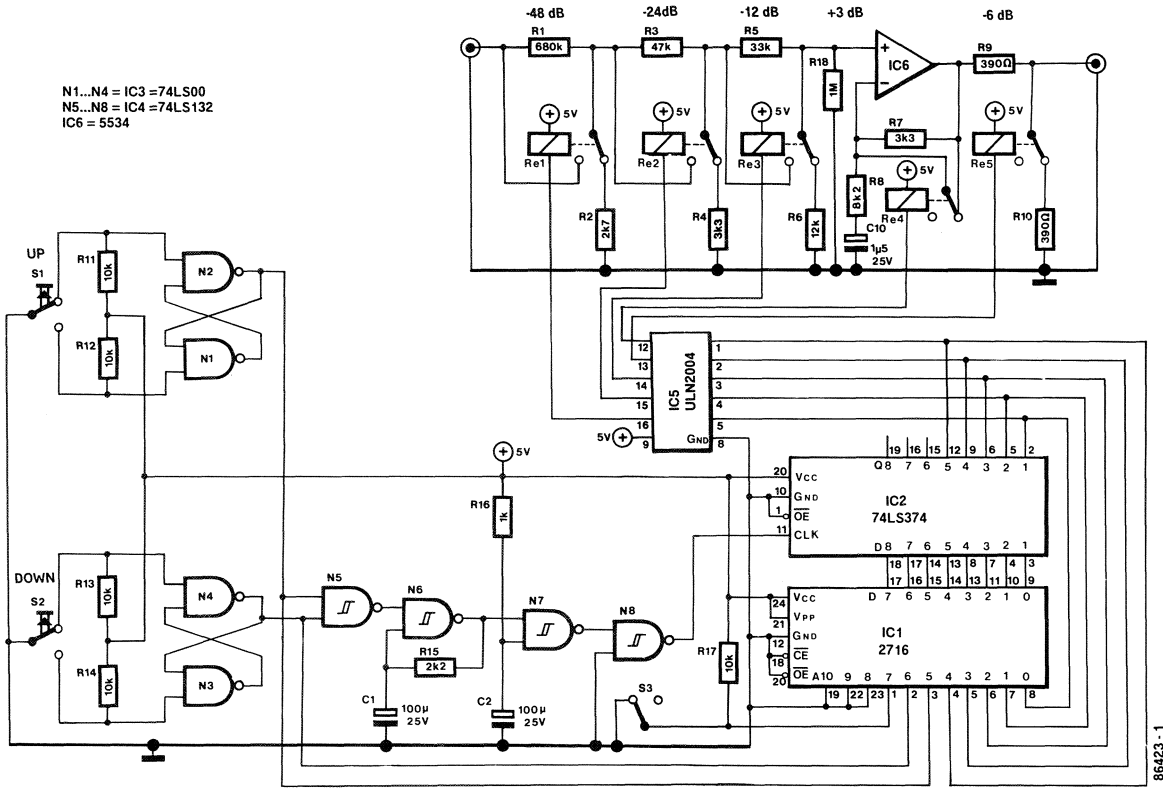 -48 dB
-24dB
-12 dB
+3 dB
-6 dB
R1
680k
R3
47k
R5
33k
R18
1M
+
−
IC6
R9
390Ω
N1...N4 = IC3 =74LS00
N5...N8 = IC4 =74LS132
IC6 = 5534
+ 5V
+ 5V
+ 5V
R7
3k3
+ 5V
Re1
Re2
Re3
Re5
R8
8k2
+ 5V
Re4
R2
2k7
R4
3k3
R6
12k
C10
1µ5
25V
R10
390Ω
UP
S1
R11
10k
R12
10k
N2
N1
12
13
14
15
16
9
IC5
ULN2004
1
2
3
4
5
GND
8
5V +
+ 5V
R16
1k
19 16 15 12 9 6 5 2
Q8 7 6 5 4 3 2 1
20 VCC
10 GND
1 OE
11 CLK
IC2
74LS374
D8 7 6 5 4 3 2 1
18 17 14 13 8 7 4 3
17 16 15 14 13 11 10 9
D 7 6 5 4 3 2 1 0
24 VCC
21 VPP
12 GND
18 CE
20 OE
IC1
2716
A10 9 8 7 6 5 4 3 2 1 0
19 22 23 1 2 3 4 5 6 7 8
DOWN
S2
R13
10k
R14
10k
N4
N3
N5
N6
N7
N8
R15
2k2
C1
100µ
25V
C2
100µ
25V
R17
10k
S3
86423 - 1